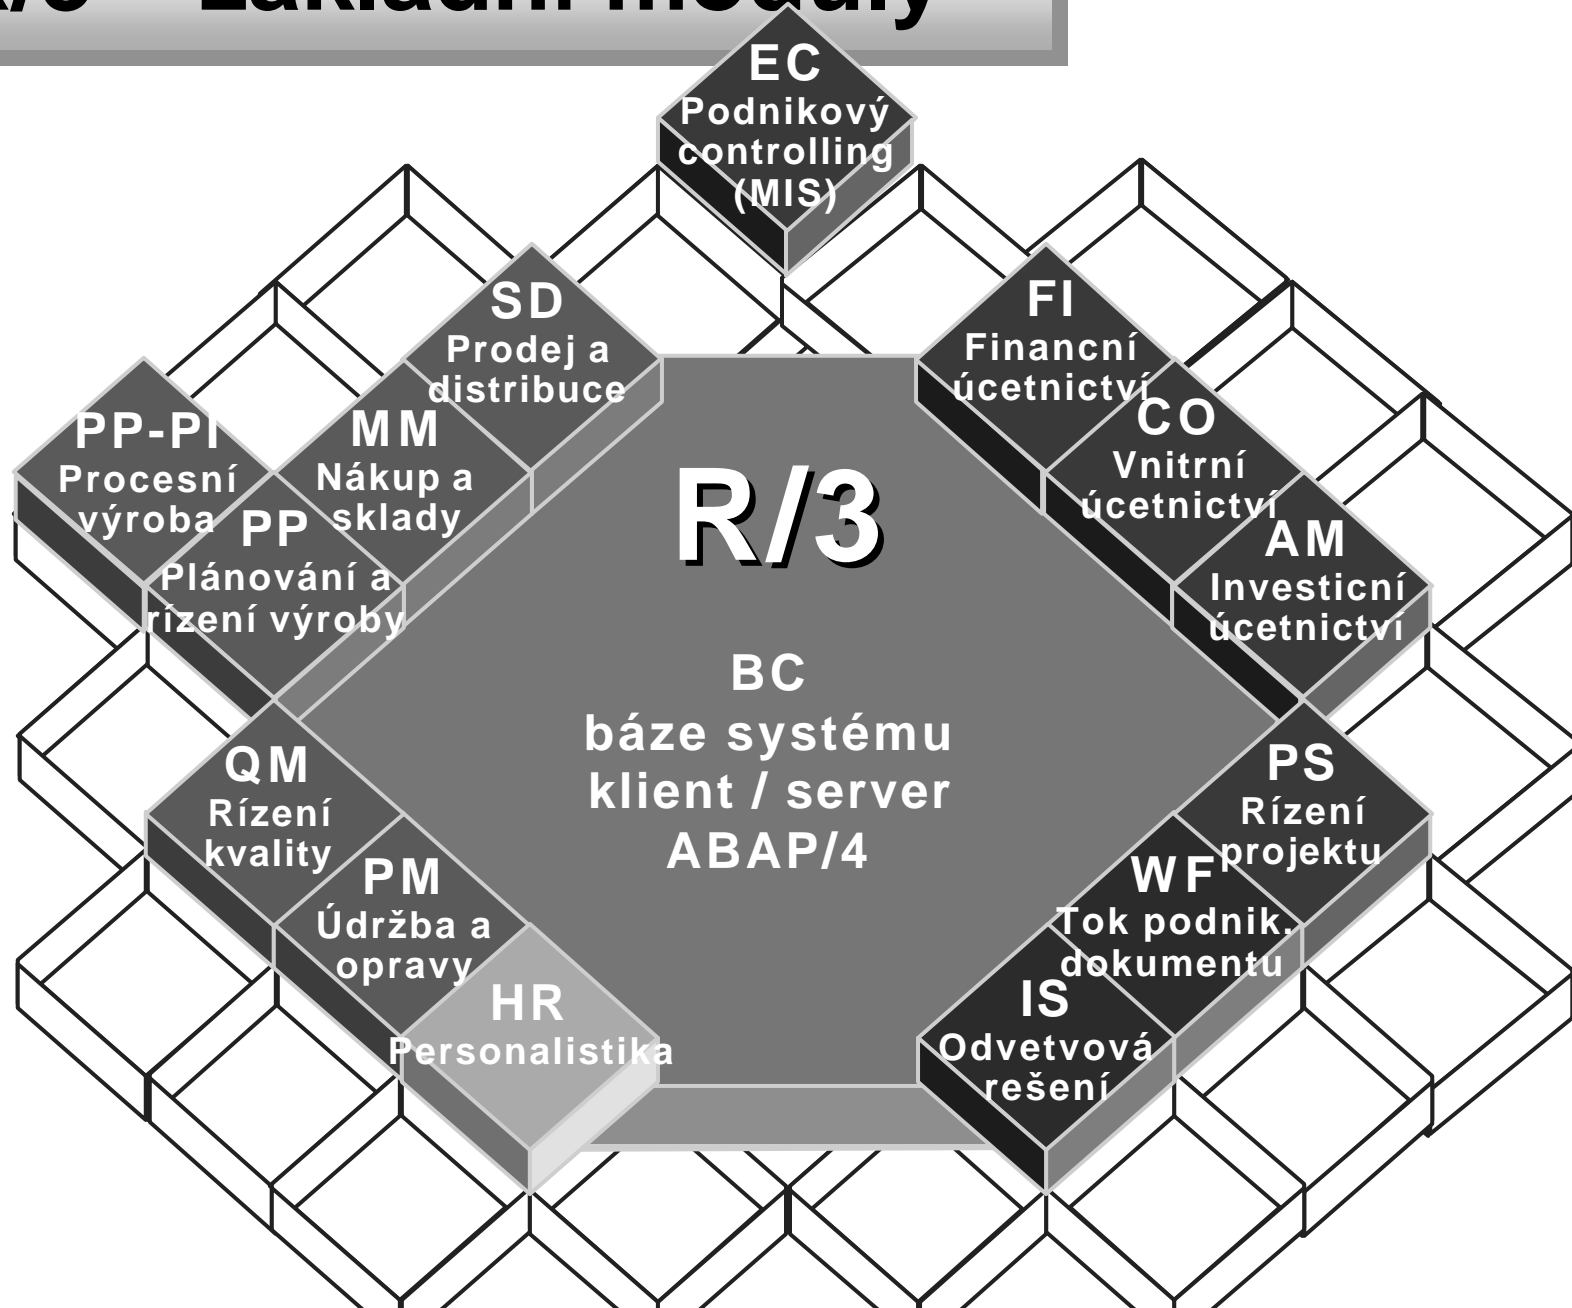 základní moduly
EC
Podnikový
controlling
(MIS)
SD
Prodej a
distribuce
FI
Financní
úcetnictví
PP-PI
Procesní
výroba
MM
Nákup a
sklady
CO
Vnitrní
úcetnictví
PP
Plánování a
rízení výroby
R/3
AM
Investicní
úcetnictví
BC
báze systému
klient / server
ABAP/4
QM
Rízení
kvality
PS
Rízení
projektu
PM
Údržba a
opravy
WF
Tok podnik.
dokumentu
HR
Personalistika
IS
Odvetvová
rešení